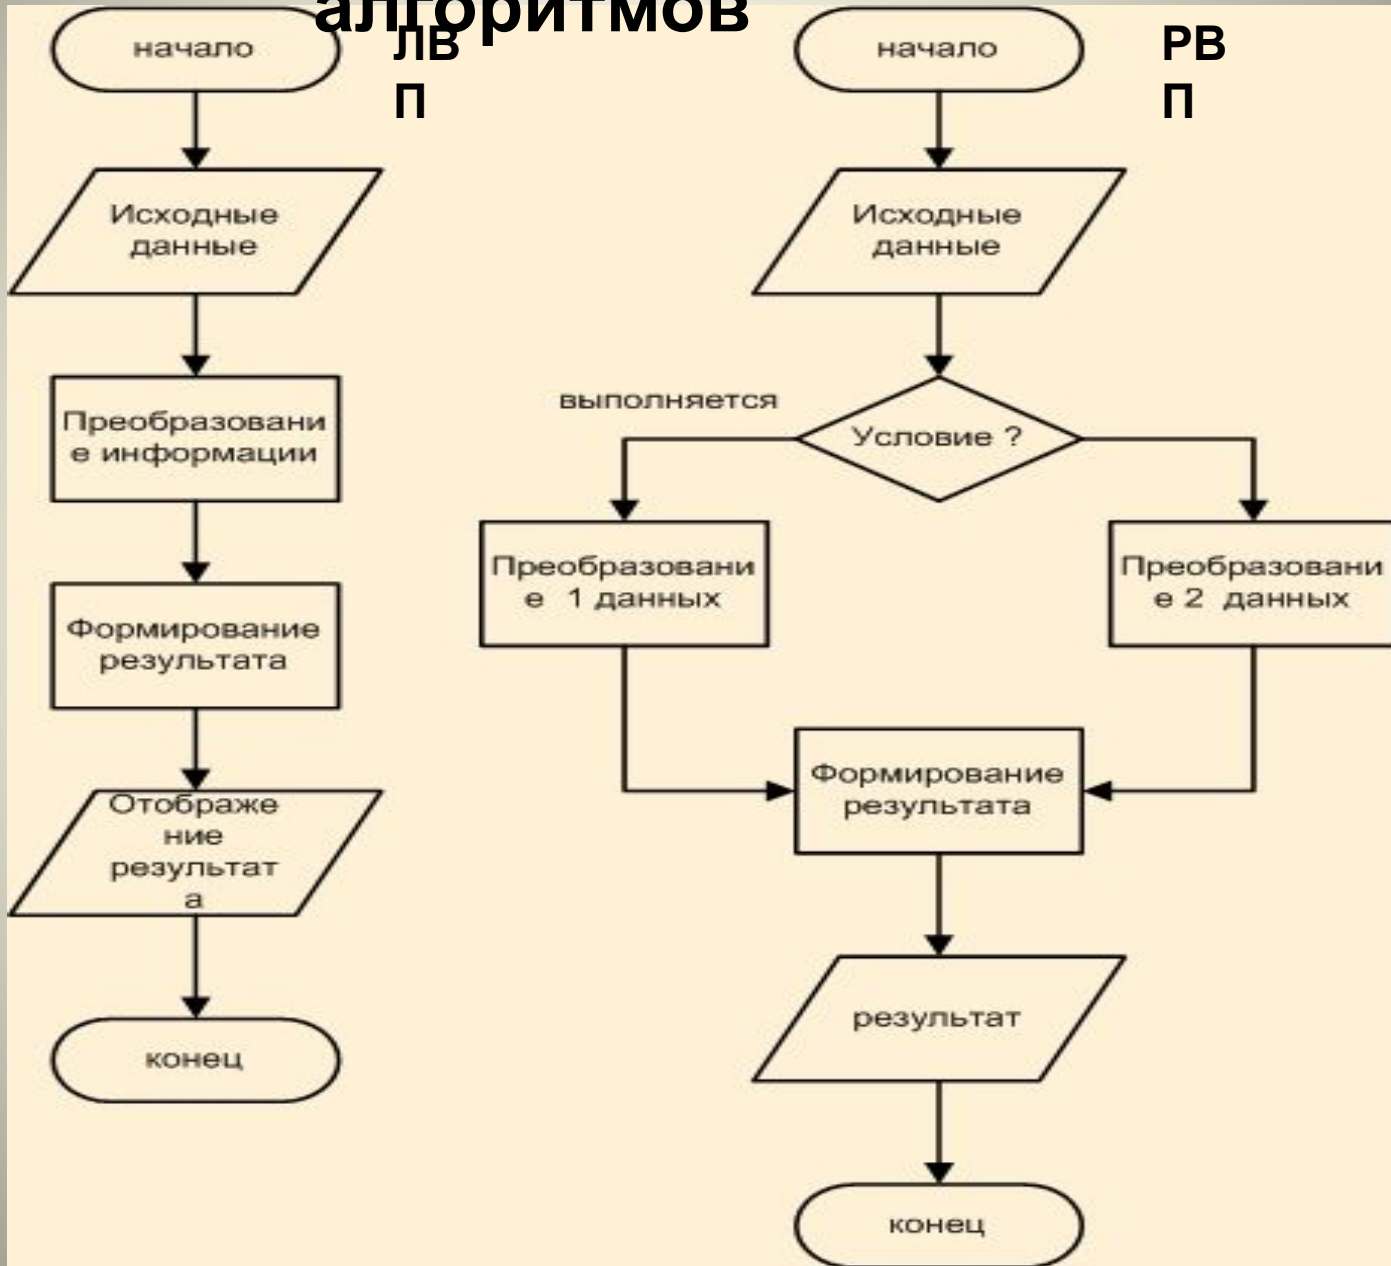 алгоритмов
начало
ЛВ
П
Исходные
данные
Преобразовани
е информации
Формирование
результата
Отображе
ние
результат
а
конец
начало
РВ
П
Исходные
данные
выполняется
Условие ?
Преобразовани
е 1 данных
Преобразовани
е 2 данных
Формирование
результата
результат
конец